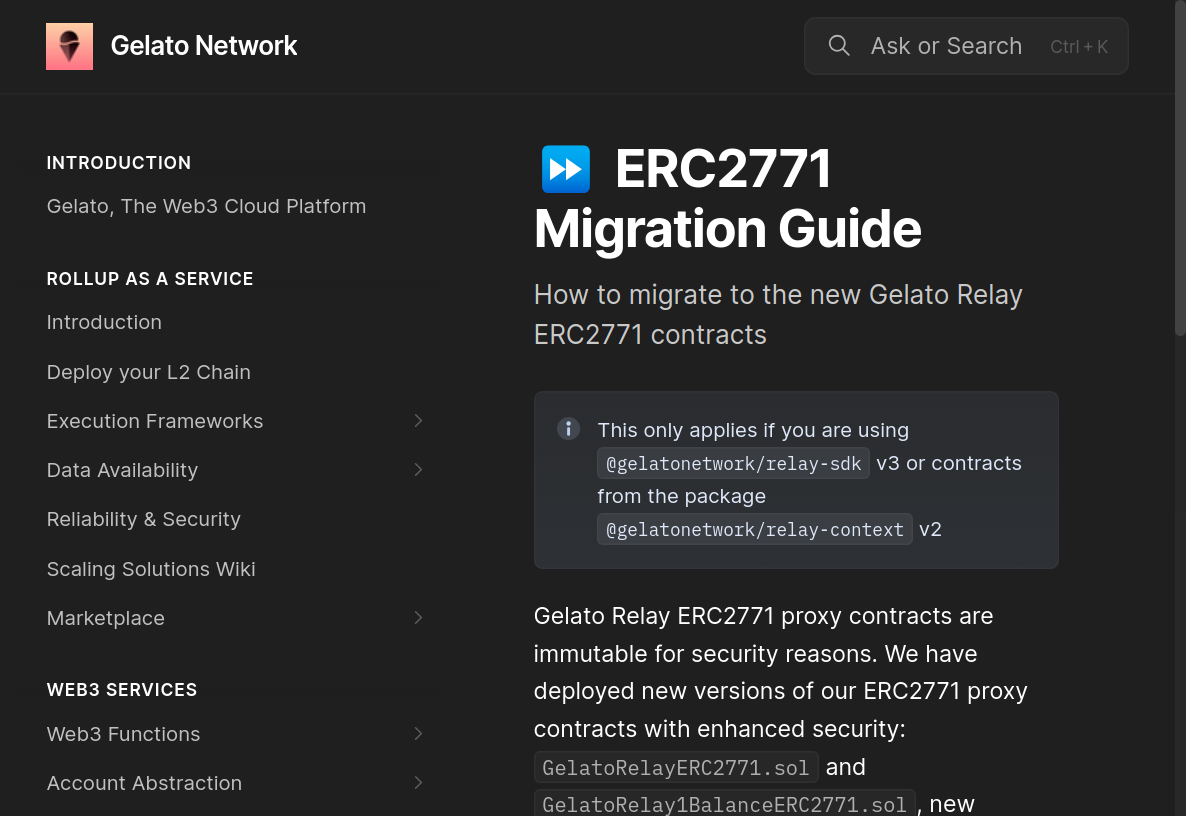 Gelato Network
Ask or Search Ctrl + K
INTRODUCTION
Gelato, The Web3 Cloud Platform
ROLLUP AS A SERVICE
Introduction
Deploy your L2 Chain
Execution Frameworks
Data Availability
Reliability & Security
Scaling Solutions Wiki
Marketplace
WEB3 SERVICES
Web3 Functions
Account Abstraction
ERC2771
Migration Guide
How to migrate to the new Gelato Relay
ERC2771 contracts
This only applies if you are using
@gelatonetwork/relay-sdk v3 or contracts
from the package
@gelatonetwork/relay-context v2
Gelato Relay ERC2771 proxy contracts are
immutable for security reasons. We have
deployed new versions of our ERC2771 proxy
contracts with enhanced security:
GelatoRelayERC2771.sol and
GelatoRelay1BalanceERC2771.sol , new